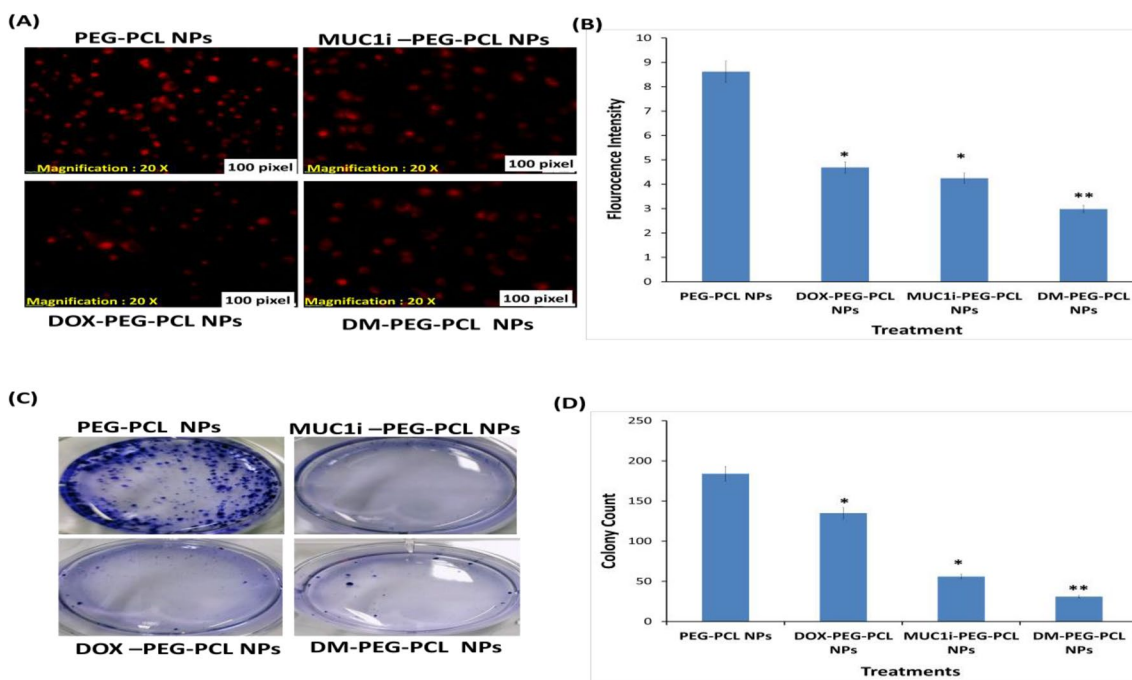 (A)
PEG-PCL NPs
MUC1i –PEG-PCL NPs
Magnification : 20 X
100 pixel
Magnification : 20 X
100 pixel
Magnification : 20 X
100 pixel
Magnification : 20 X
100 pixel
DOX-PEG-PCL NPs
DM-PEG-PCL NPs
(B)
Flourocence Intensity
10
9
8
7
6
5
4
3
2
1
0
*
*
**
PEG-PCL NPs
DOX-PEG-PCL
NPs
MUC1i-PEG-PCL
NPs
DM-PEG-PCL
NPs
Treatment
(C)
PEG-PCL NPs
MUC1i –PEG-PCL NPs
DOX –PEG-PCL NPs
DM-PEG-PCL NPs
(D)
Colony Count
250
200
150
100
50
0
*
*
**
PEG-PCL NPs
DOX-PEG-PCL
NPs
MUC1i-PEG-PCL
NPs
DM-PEG-PCL
NPs
Treatments